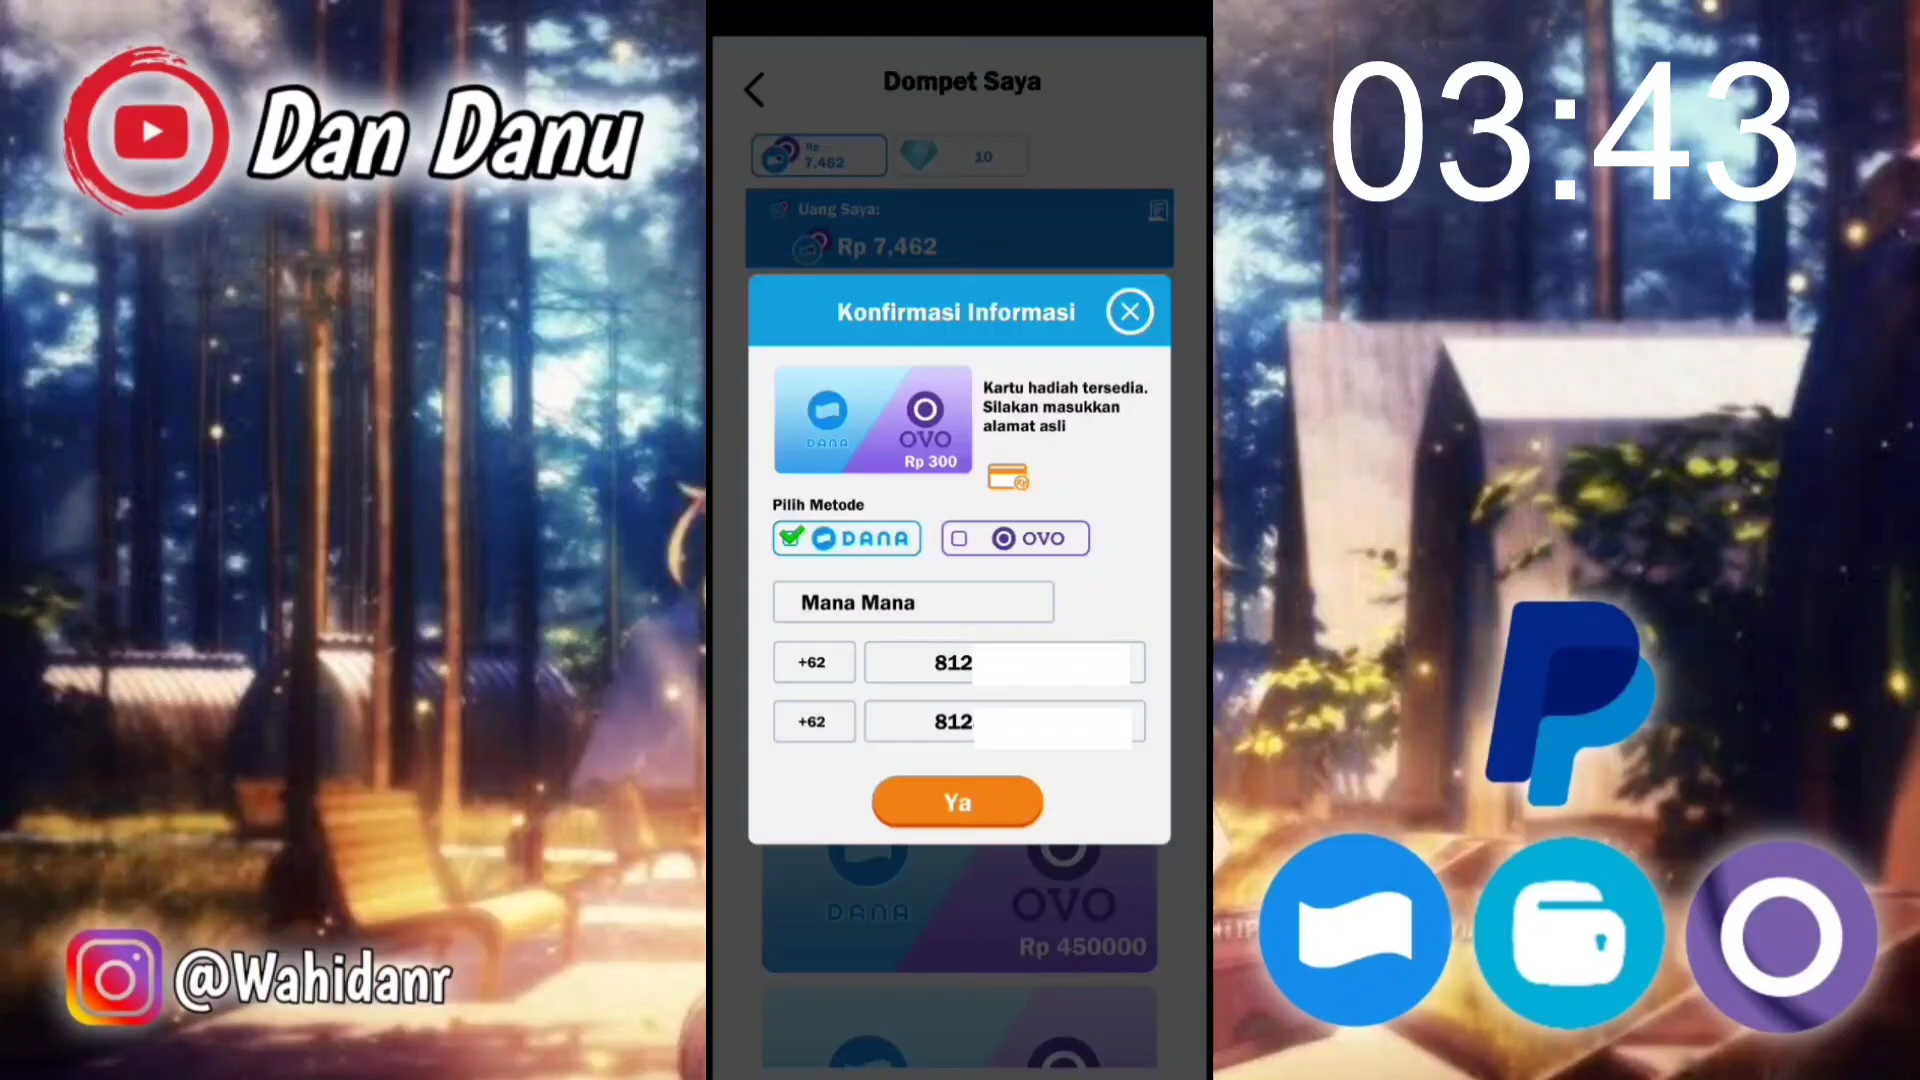 Dan Danu
03:43
Dompet Saya
Rp
7,462
10
Uang Saya:
Rp 7,462
Konfirmasi Informasi
DANA
OVO
Rp 300
Kartu hadiah tersedia.
Silakan masukkan
alamat asli
Pilih Metode
DANA
OVO
Mana Mana
+62 812
+62 812
Ya
DANA
OVO
Rp 450000
@Wahidanr